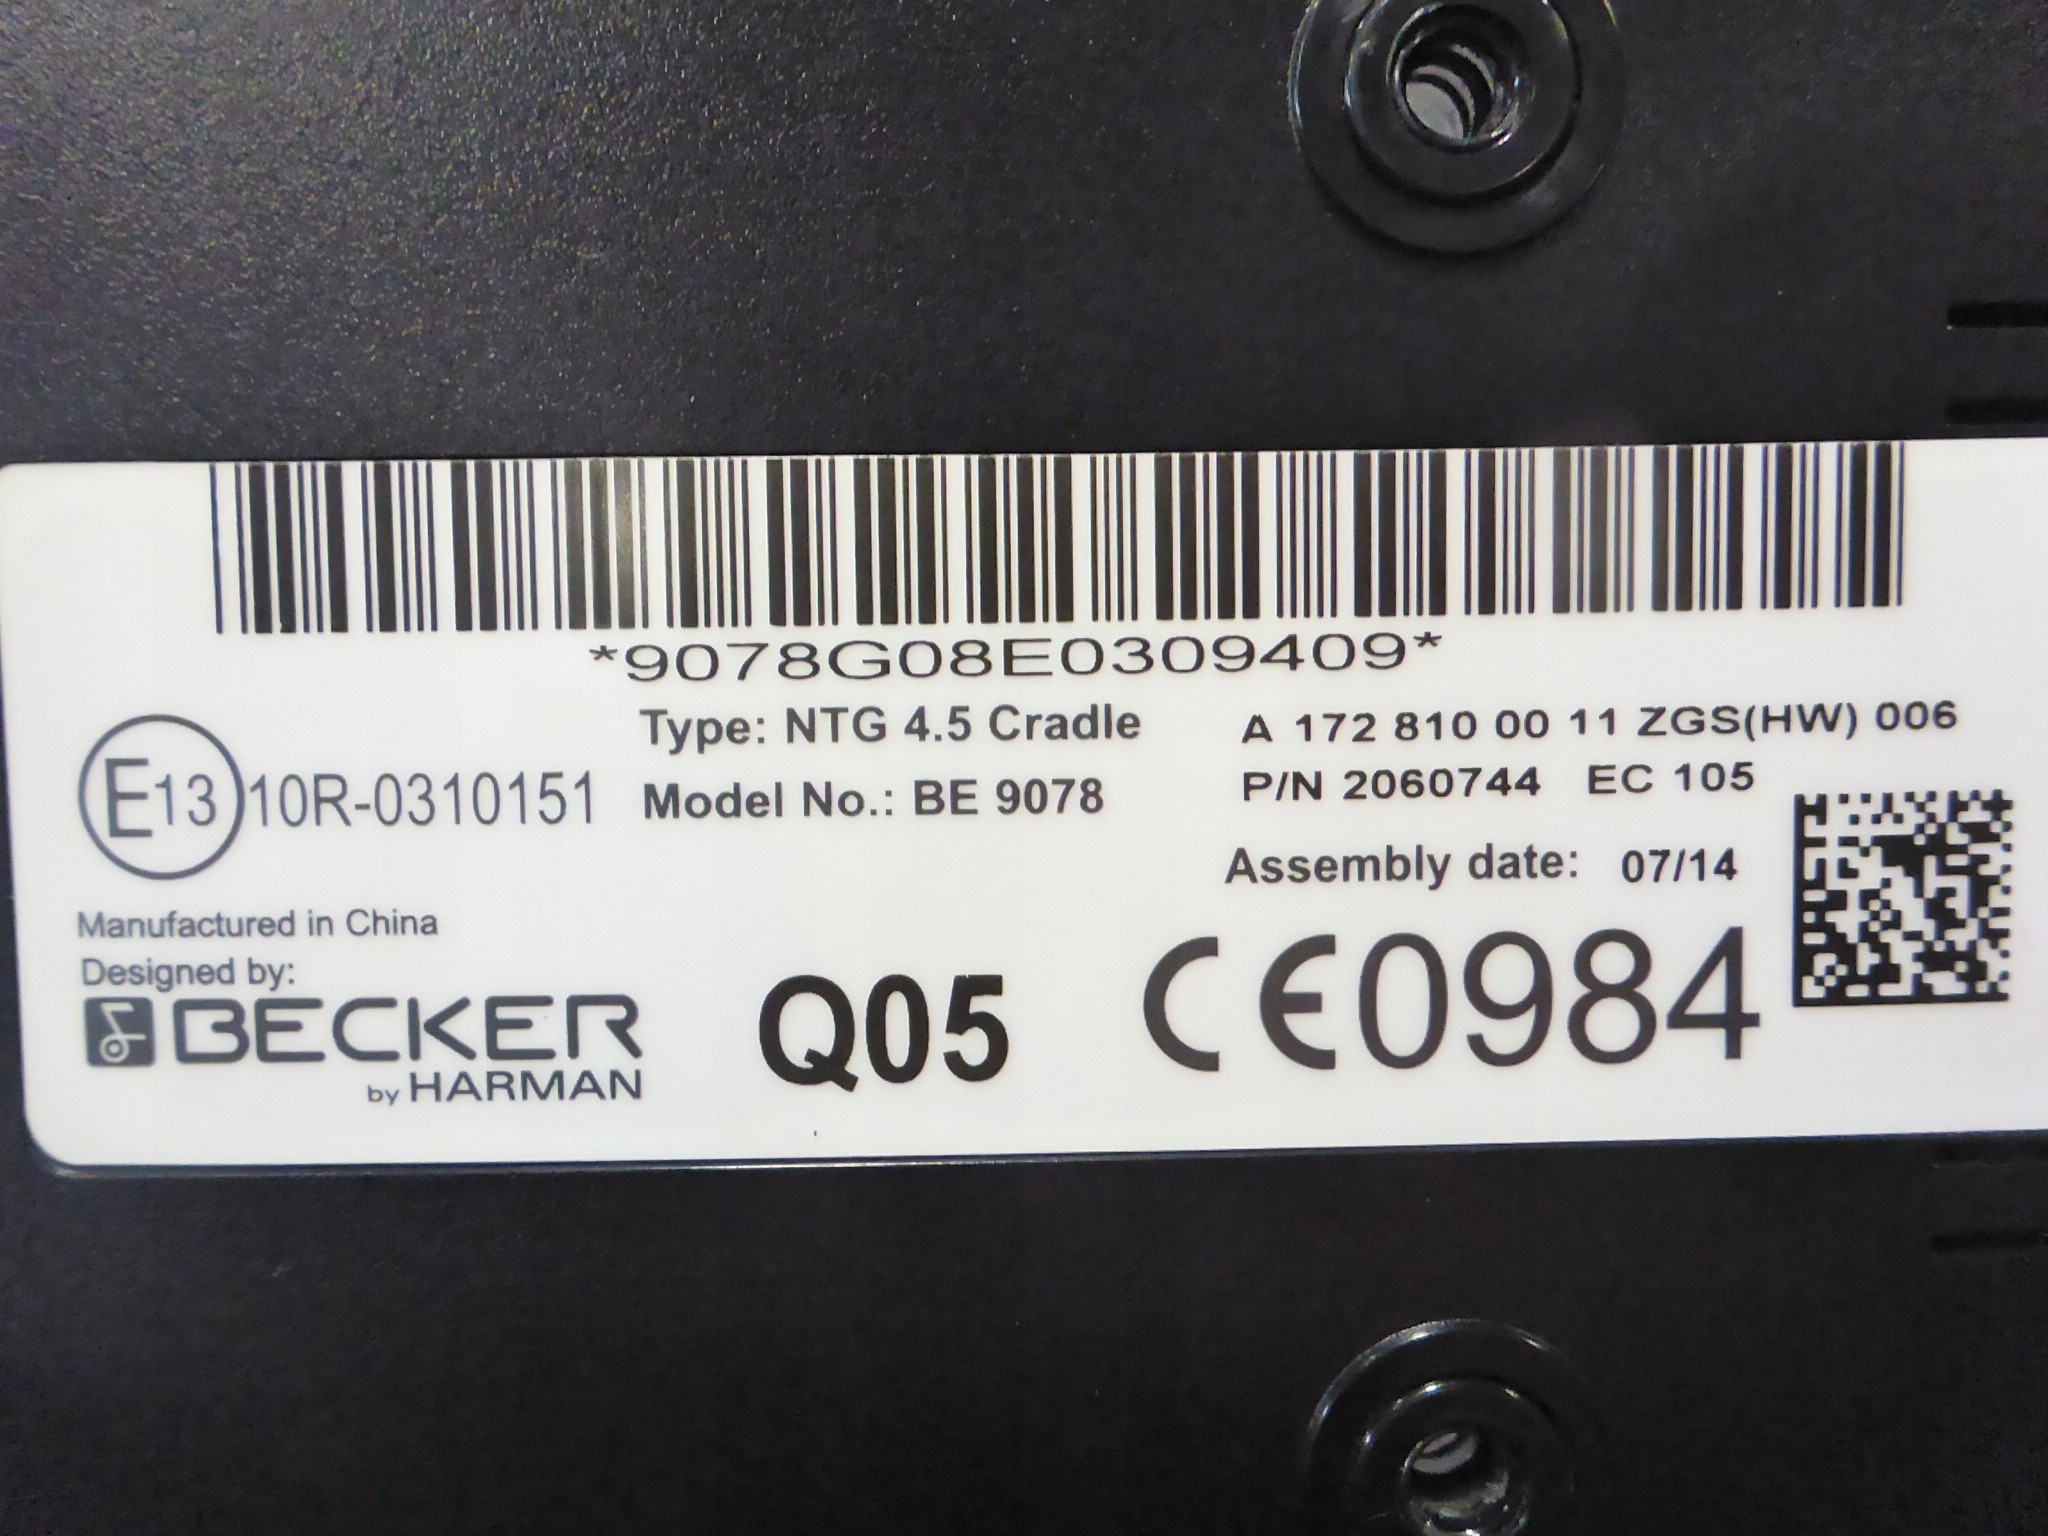 *9078G08E0309409*
Type: NTG 4.5 Cradle
A 172 810 00 11 ZGS(HW) 006
E13 10R-0310151
Model No.: BE 9078
P/N 2060744 EC 105
Assembly date: 07/14
Manufactured in China
Designed by:
BECKER
by HARMAN
Q05
CE0984